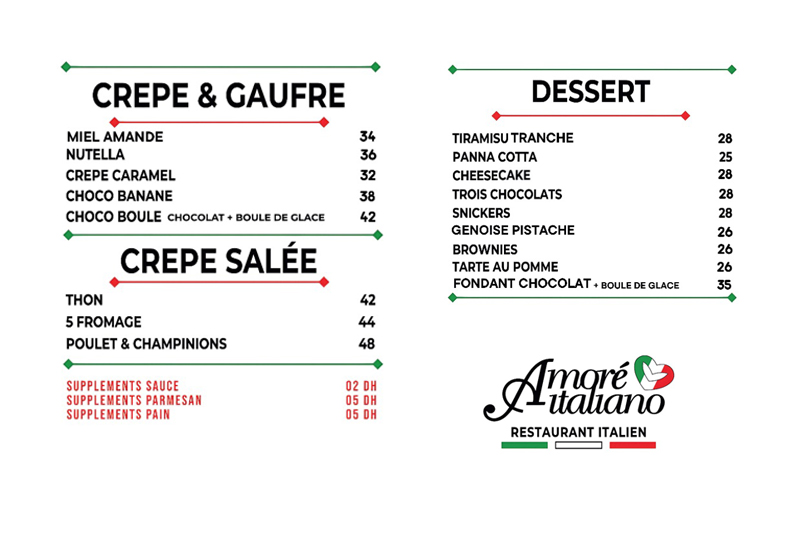 CREPE & GAUFRE
MIEL AMANDE 34
NUTELLA 36
CREPE CARAMEL 32
CHOCO BANANE 38
CHOCO BOULE CHOCOLAT + BOULE DE GLACE 42
CREPE SALÉE
THON 42
5 FROMAGE 44
POULET & CHAMPINIONS 48
SUPPLEMENTS SAUCE 02 DH
SUPPLEMENTS PARMESAN 05 DH
SUPPLEMENTS PAIN 05 DH
DESSERT
TIRAMISU TRANCHE 28
PANNA COTTA 25
CHEESECAKE 28
TROIS CHOCOLATS 28
SNICKERS 28
GENOISE PISTACHE 26
BROWNIES 26
TARTE AU POMME 26
FONDANT CHOCOLAT + BOULE DE GLACE 35
Amoré
italiano
RESTAURANT ITALIEN